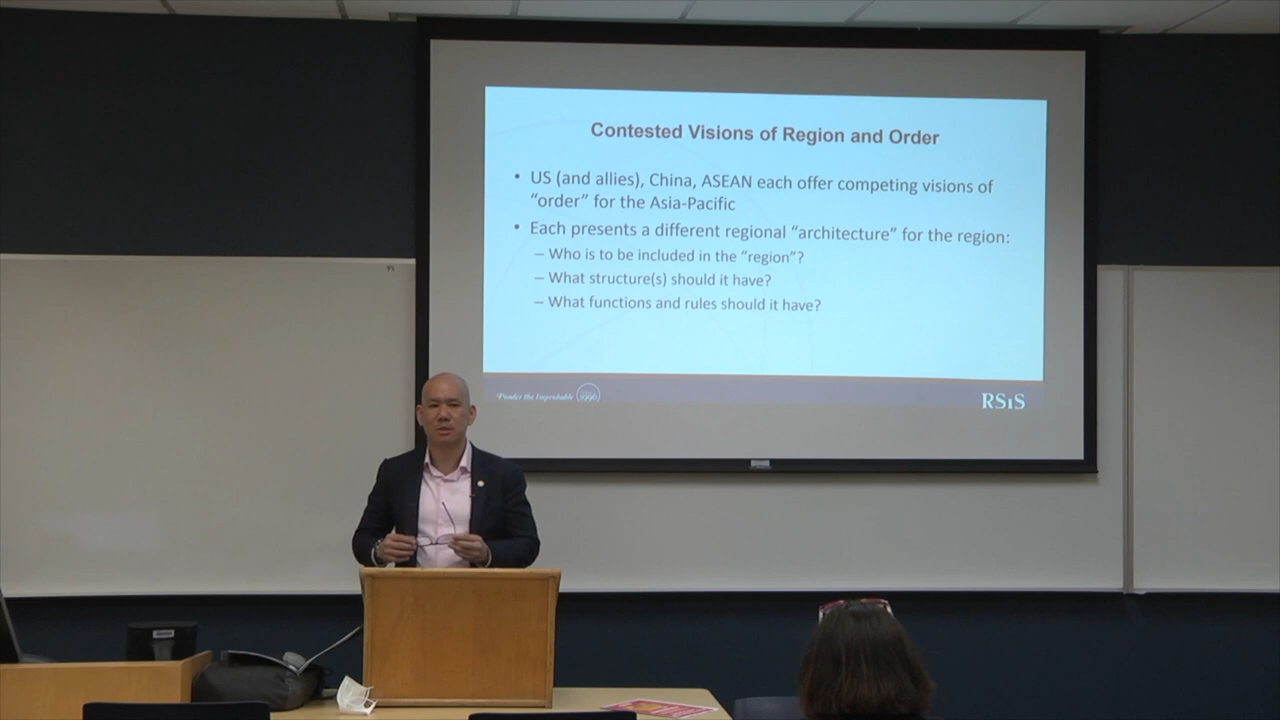 Contested Visions of Region and Order
• US (and allies), China, ASEAN each offer competing visions of
“order” for the Asia-Pacific
• Each presents a different regional “architecture” for the region:
– Who is to be included in the “region”?
– What structure(s) should it have?
– What functions and rules should it have?
Ponder the Improbable
1996
RSiS